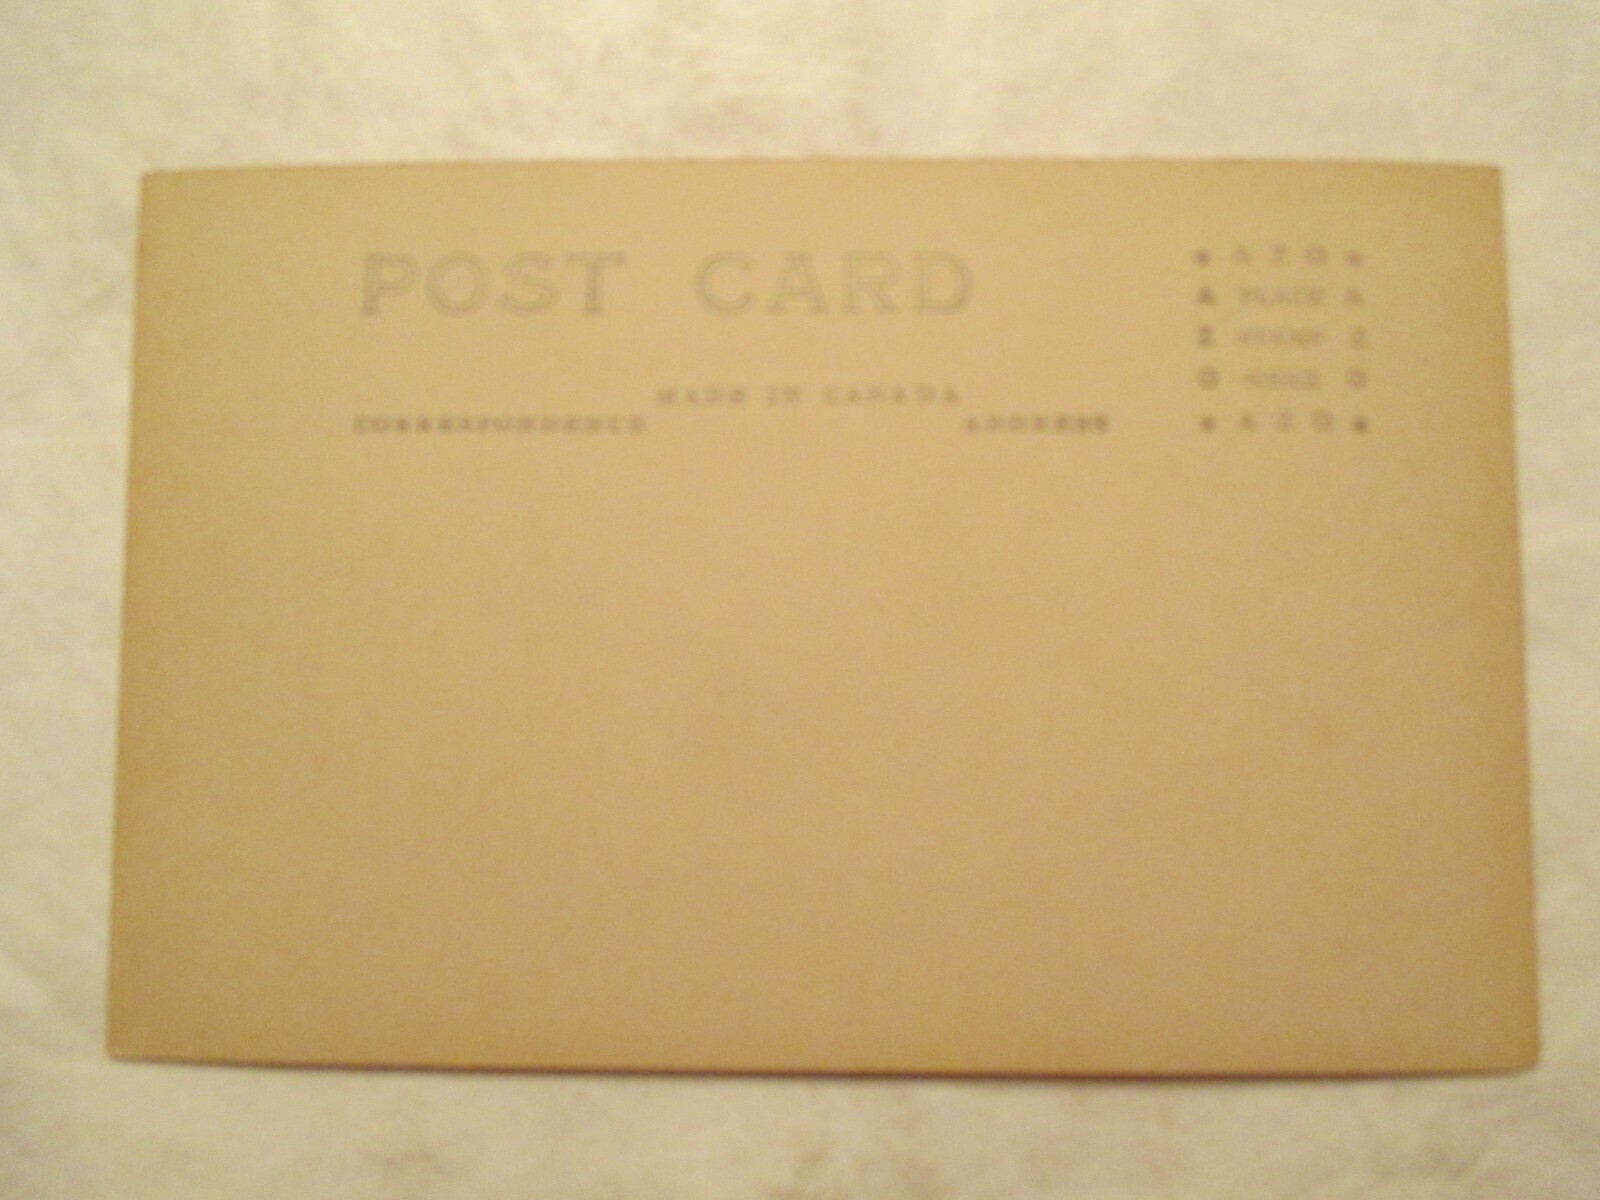 POST CARD
MADE IN CANADA
CORRESPONDENCE ADDRESS
AZO
A PLACE A
Z STAMP Z
O HERE O
AZO